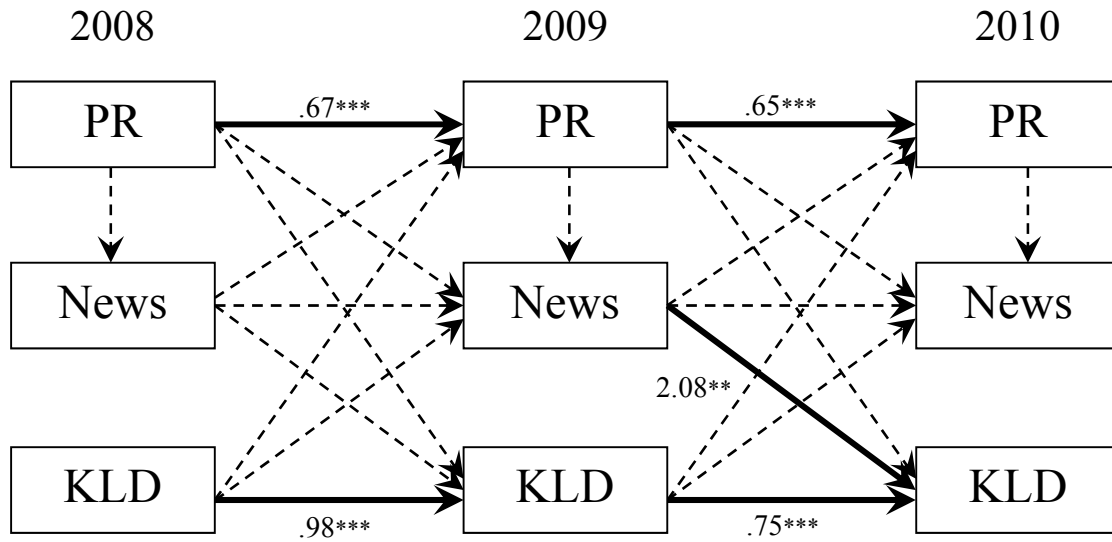 2008 2009 2010
PR PR PR
.67*** .65***
News News News
2.08**
KLD KLD KLD
.98*** .75***